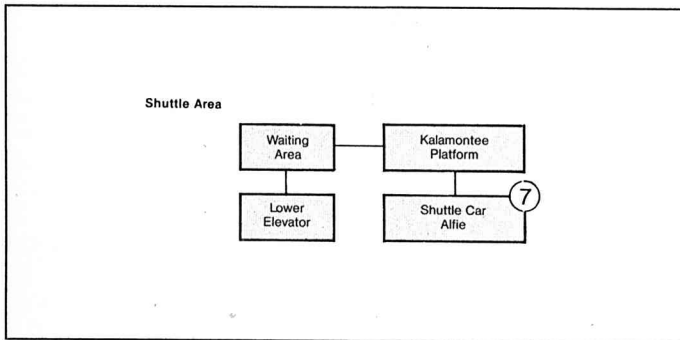 Shuttle Area
Waiting
Area
Kalamontee
Platform
Lower
Elevator
Shuttle Car
Alfie
7